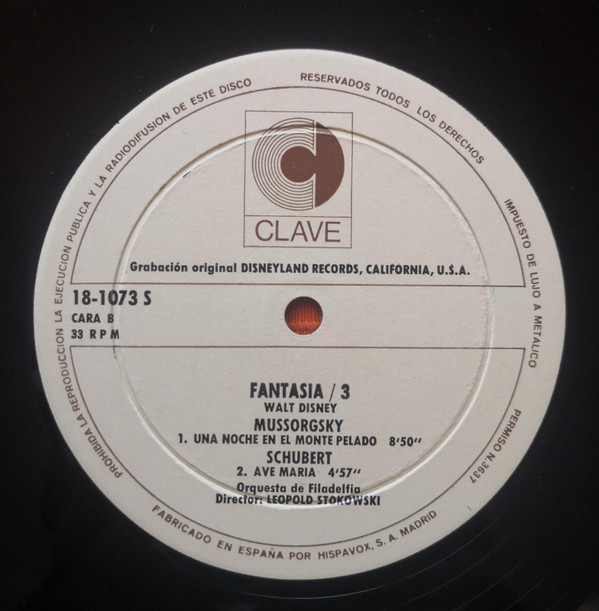 PROHIBIDA LA REPRODUCCION LA EJECUCION PUBLICA Y LA RADIODIFUSION DE ESTE DISCO
RESERVADOS TODOS LOS DERECHOS
IMPUESTO DE LUJO A METALICO
PERMISO N.3637
CLAVE
Grabación original DISNEYLAND RECORDS, CALIFORNIA, U.S.A.
18-1073 S
CARA B
33 R P M
FANTASIA / 3
WALT DISNEY
MUSSORGSKY
1. UNA NOCHE EN EL MONTE PELADO 8'50''
SCHUBERT
2. AVE MARIA 4'57''
Orquesta de Filadelfia
Director: LEOPOLD STOKOWSKI
FABRICADO EN ESPAÑA POR HISPAVOX, S. A. MADRID